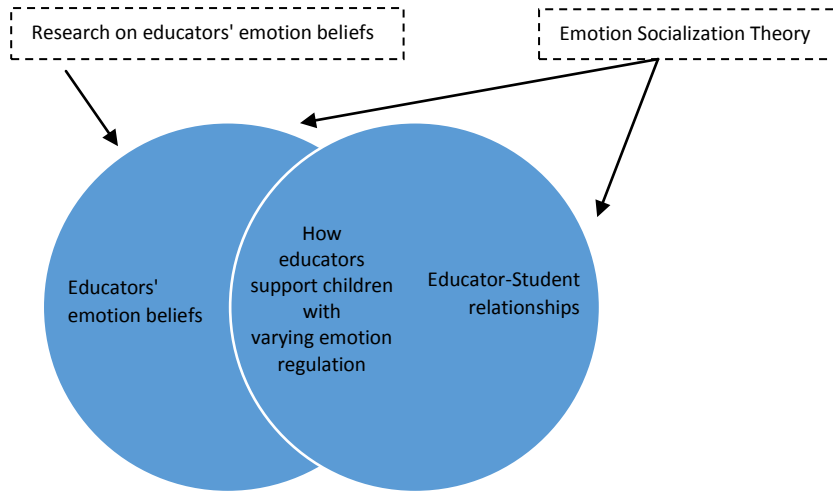 Research on educators' emotion beliefs
Emotion Socialization Theory
Educators'
emotion beliefs
How
educators
support children
with
varying emotion
regulation
Educator-Student
relationships